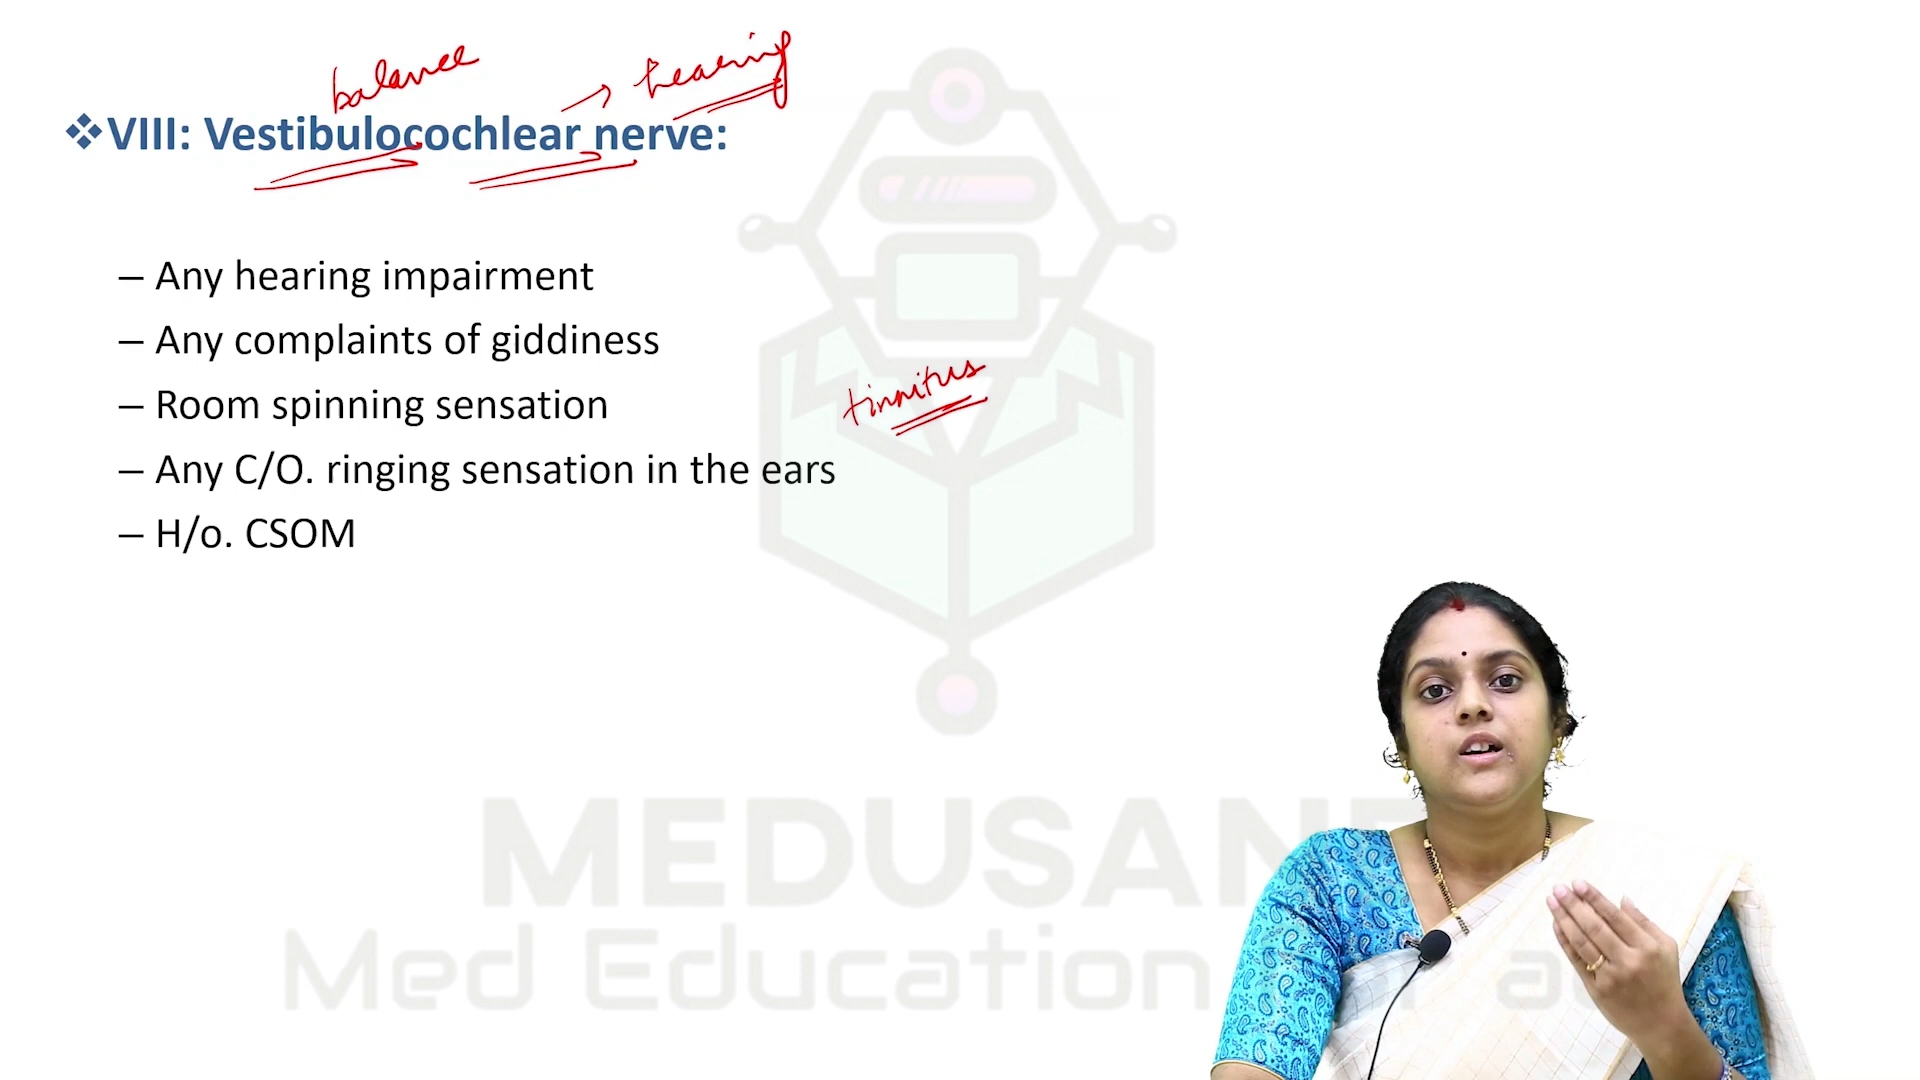 balance
→ hearing
❖VIII: Vestibulocochlear nerve:
– Any hearing impairment
– Any complaints of giddiness
– Room spinning sensation
tinnitus
– Any C/O. ringing sensation in the ears
– H/o. CSOM
MEDUSANE
Med Education